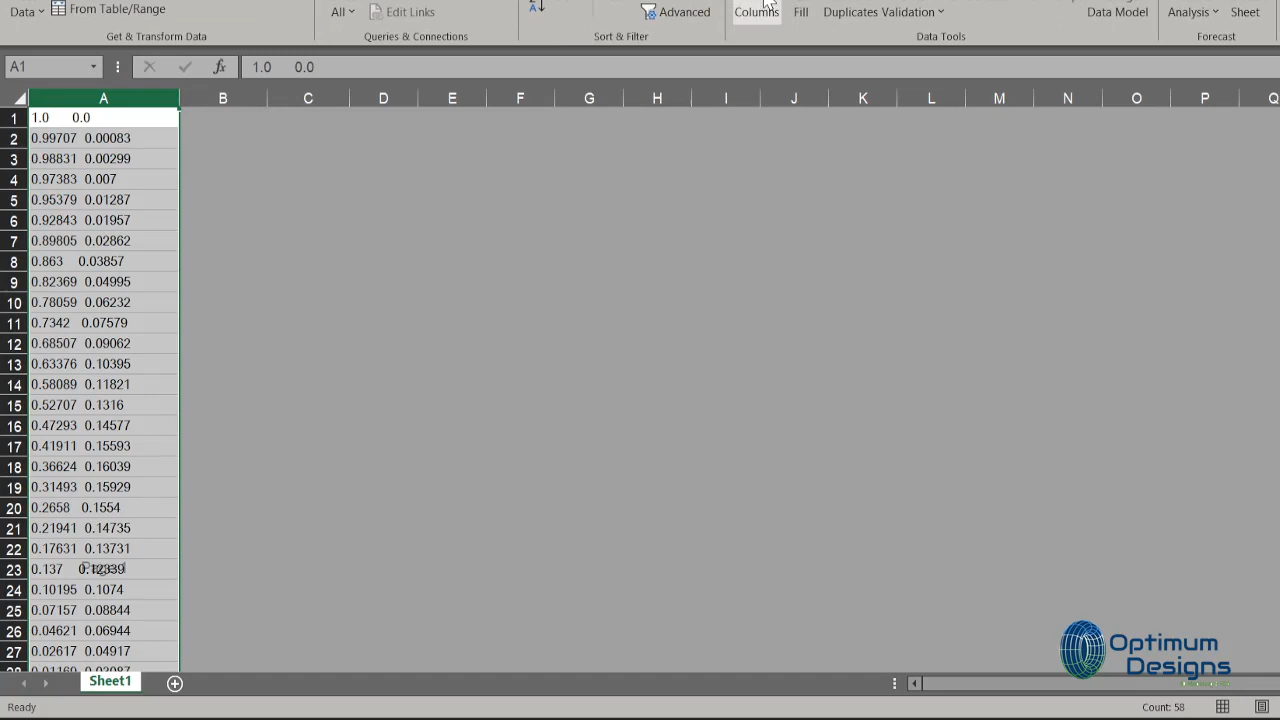 Data From Table/Range All Edit Links Advanced Columns Fill Duplicates Validation Data Model Analysis Sheet
Get & Transform Data Queries & Connections Sort & Filter Data Tools Forecast
A1 fx 1.0 0.0
A B C D E F G H I J K L M N O P Q
1 1.0 0.0
2 0.99707 0.00083
3 0.98831 0.00299
4 0.97383 0.007
5 0.95379 0.01287
6 0.92843 0.01957
7 0.89805 0.02862
8 0.863 0.03857
9 0.82369 0.04995
10 0.78059 0.06232
11 0.7342 0.07579
12 0.68507 0.09062
13 0.63376 0.10395
14 0.58089 0.11821
15 0.52707 0.1316
16 0.47293 0.14577
17 0.41911 0.15593
18 0.36624 0.16039
19 0.31493 0.15929
20 0.2658 0.1554
21 0.21941 0.14735
22 0.17631 0.13731
23 0.137 0.12339
24 0.10195 0.1074
25 0.07157 0.08844
26 0.04621 0.06944
27 0.02617 0.04917
28 0.01169 0.03087
Optimum
Designs
Sheet1
Ready Count: 58